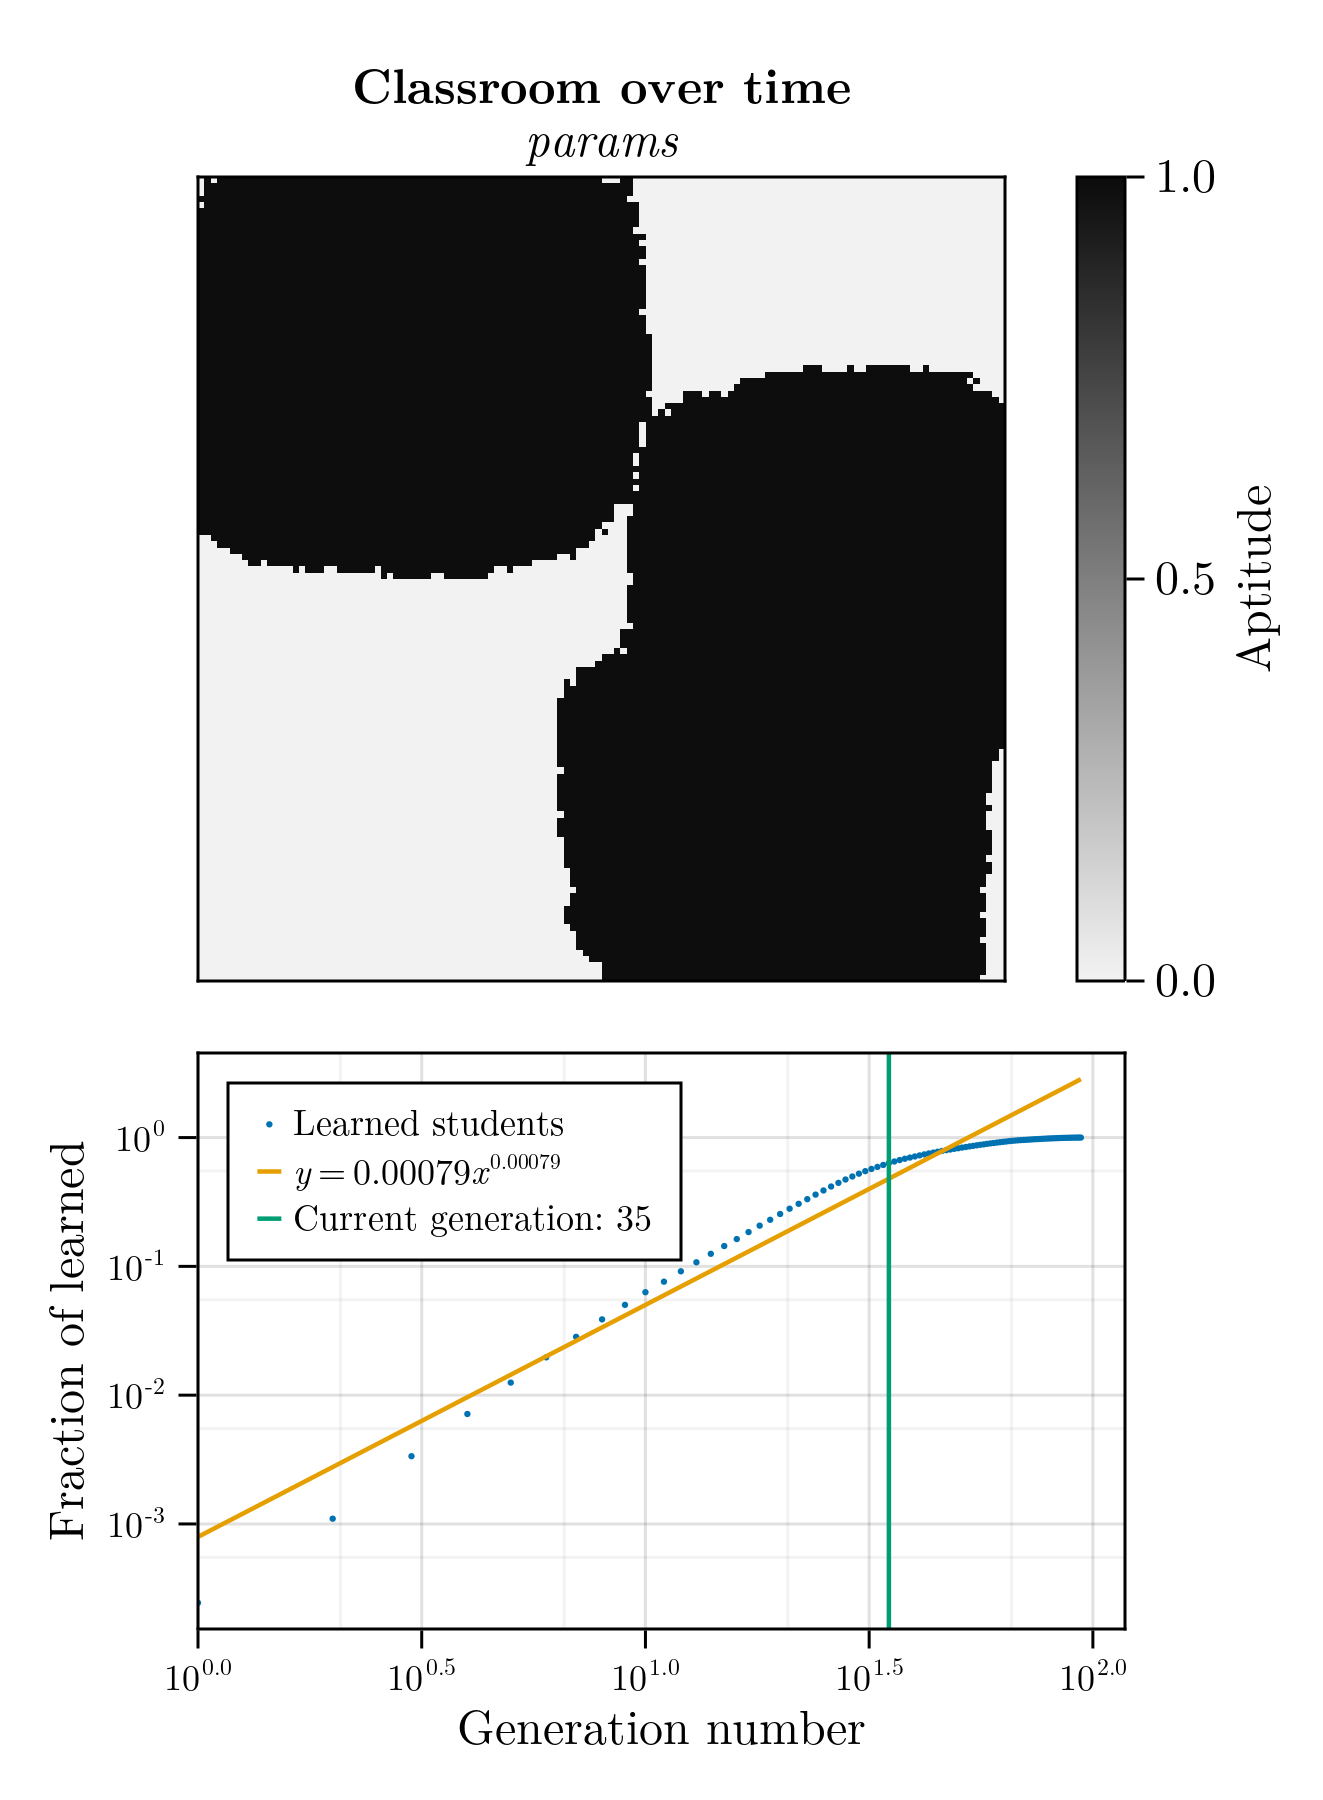 Classroom over time
params
1.0
0.5
0.0
Aptitude
Learned students
y = 0.00079x^0.00079
Current generation: 35
10^0
10^-1
10^-2
10^-3
Fraction of learned
10^0.0 10^0.5 10^1.0 10^1.5 10^2.0
Generation number